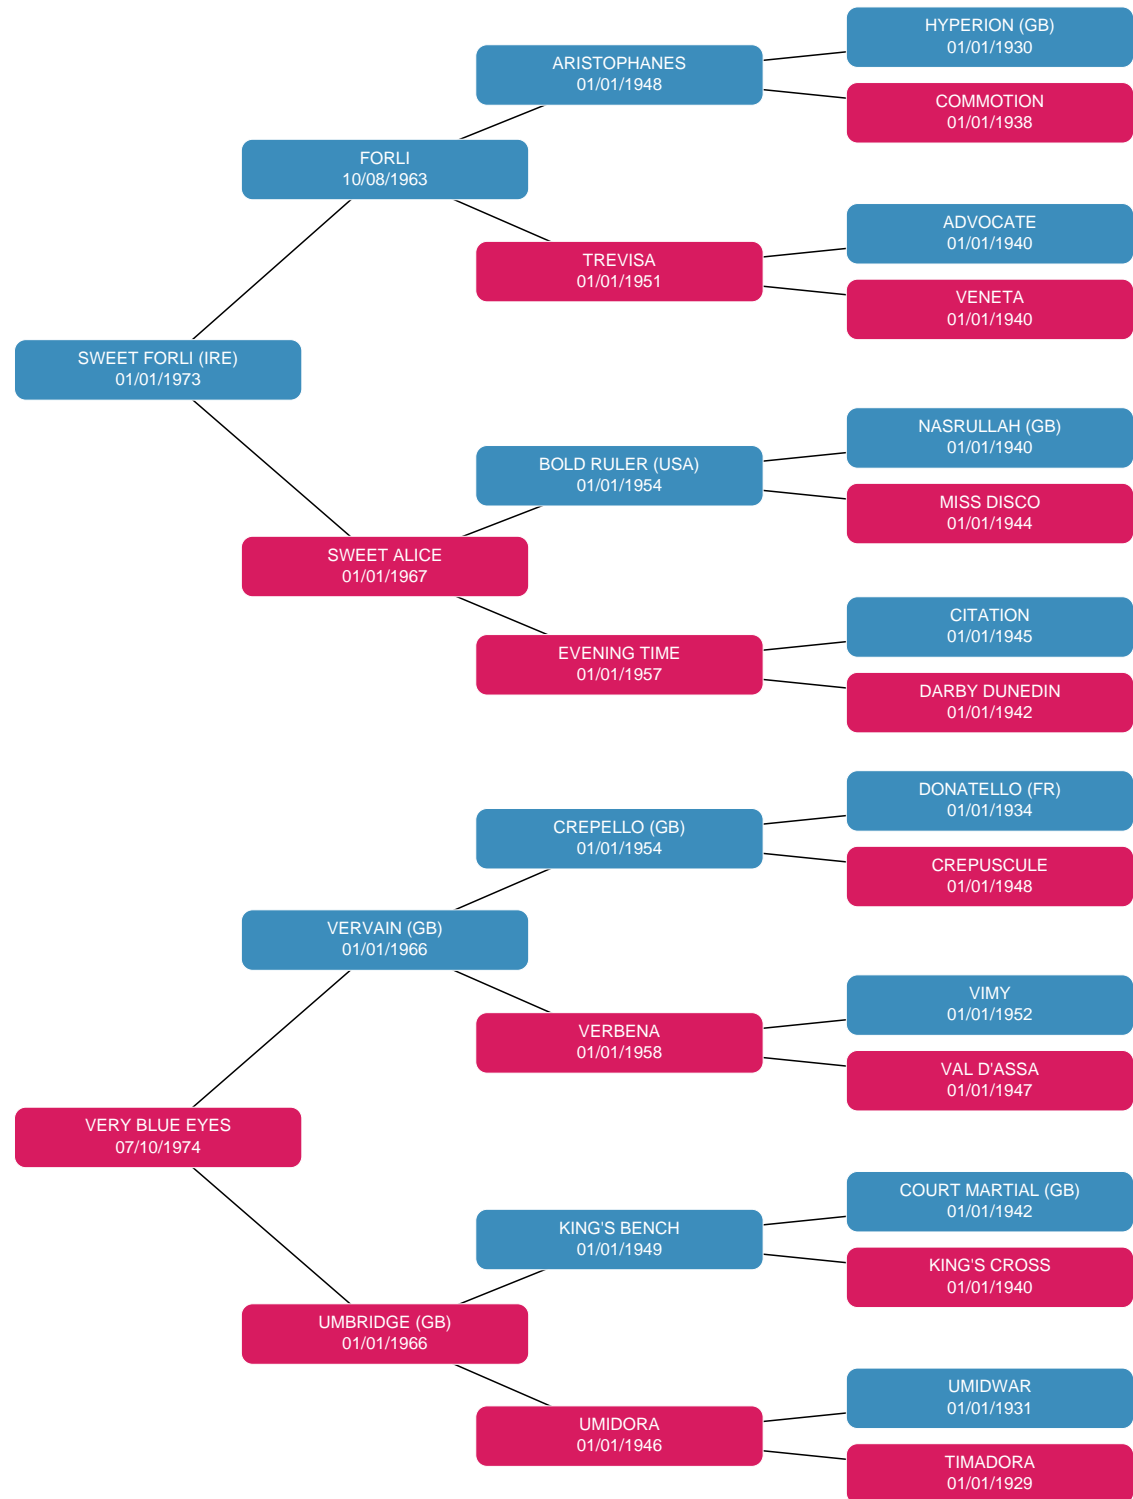 HYPERION (GB)
01/01/1930
ARISTOPHANES
01/01/1948
COMMOTION
01/01/1938
FORLI
10/08/1963
ADVOCATE
01/01/1940
TREVISA
01/01/1951
VENETA
01/01/1940
SWEET FORLI (IRE)
01/01/1973
NASRULLAH (GB)
01/01/1940
BOLD RULER (USA)
01/01/1954
MISS DISCO
01/01/1944
SWEET ALICE
01/01/1967
CITATION
01/01/1945
EVENING TIME
01/01/1957
DARBY DUNEDIN
01/01/1942
DONATELLO (FR)
01/01/1934
CREPELLO (GB)
01/01/1954
CREPUSCULE
01/01/1948
VERVAIN (GB)
01/01/1966
VIMY
01/01/1952
VERBENA
01/01/1958
VAL D'ASSA
01/01/1947
VERY BLUE EYES
07/10/1974
COURT MARTIAL (GB)
01/01/1942
KING'S BENCH
01/01/1949
KING'S CROSS
01/01/1940
UMBRIDGE (GB)
01/01/1966
UMIDWAR
01/01/1931
UMIDORA
01/01/1946
TIMADORA
01/01/1929